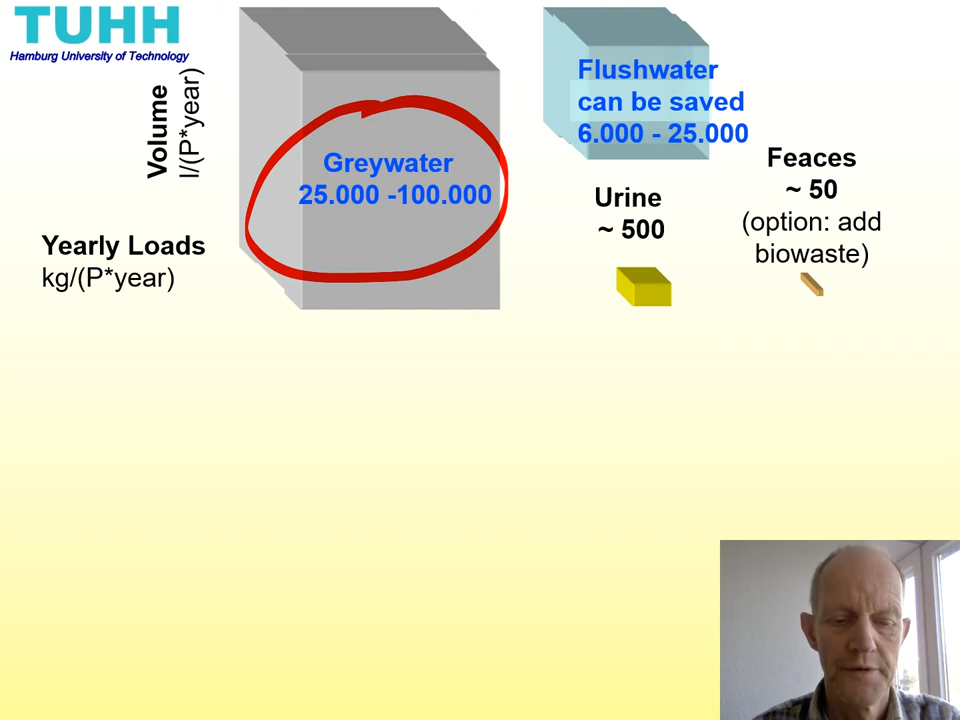 TUHH
Hamburg University of Technology
Volume
l/(P*year)
Yearly Loads
kg/(P*year)
Greywater
25.000 -100.000
Flushwater
can be saved
6.000 - 25.000
Urine
~ 500
Feaces
~ 50
(option: add
biowaste)